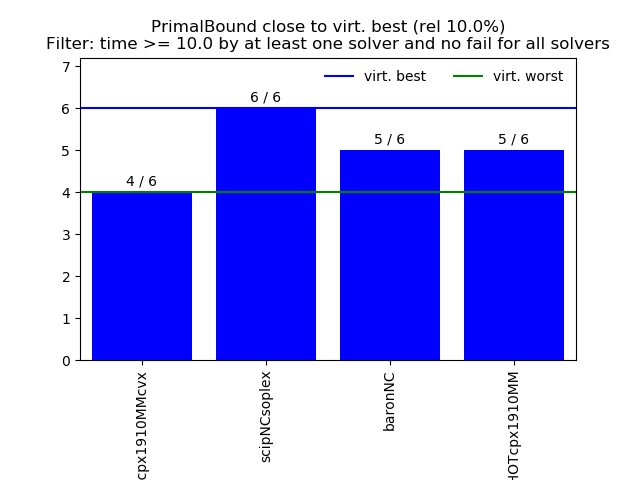 PrimalBound close to virt. best (rel 10.0%)
Filter: time >= 10.0 by at least one solver and no fail for all solvers
virt. best
virt. worst
7
6
5
4
3
2
1
0
4 / 6
6 / 6
5 / 6
5 / 6
cpx1910MMcvx
scipNCsoplex
baronNC